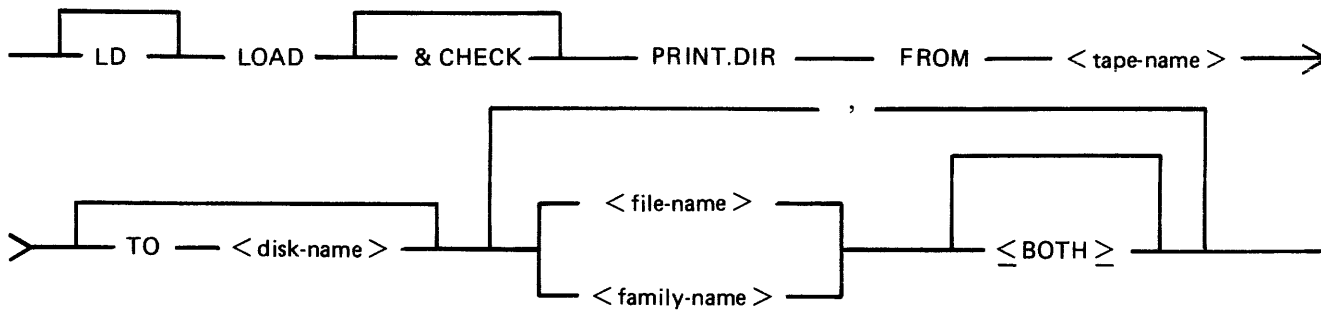 LD LOAD & CHECK PRINT.DIR FROM <tape-name>
,
<file-name>
TO <disk-name> <BOTH>
<family-name>